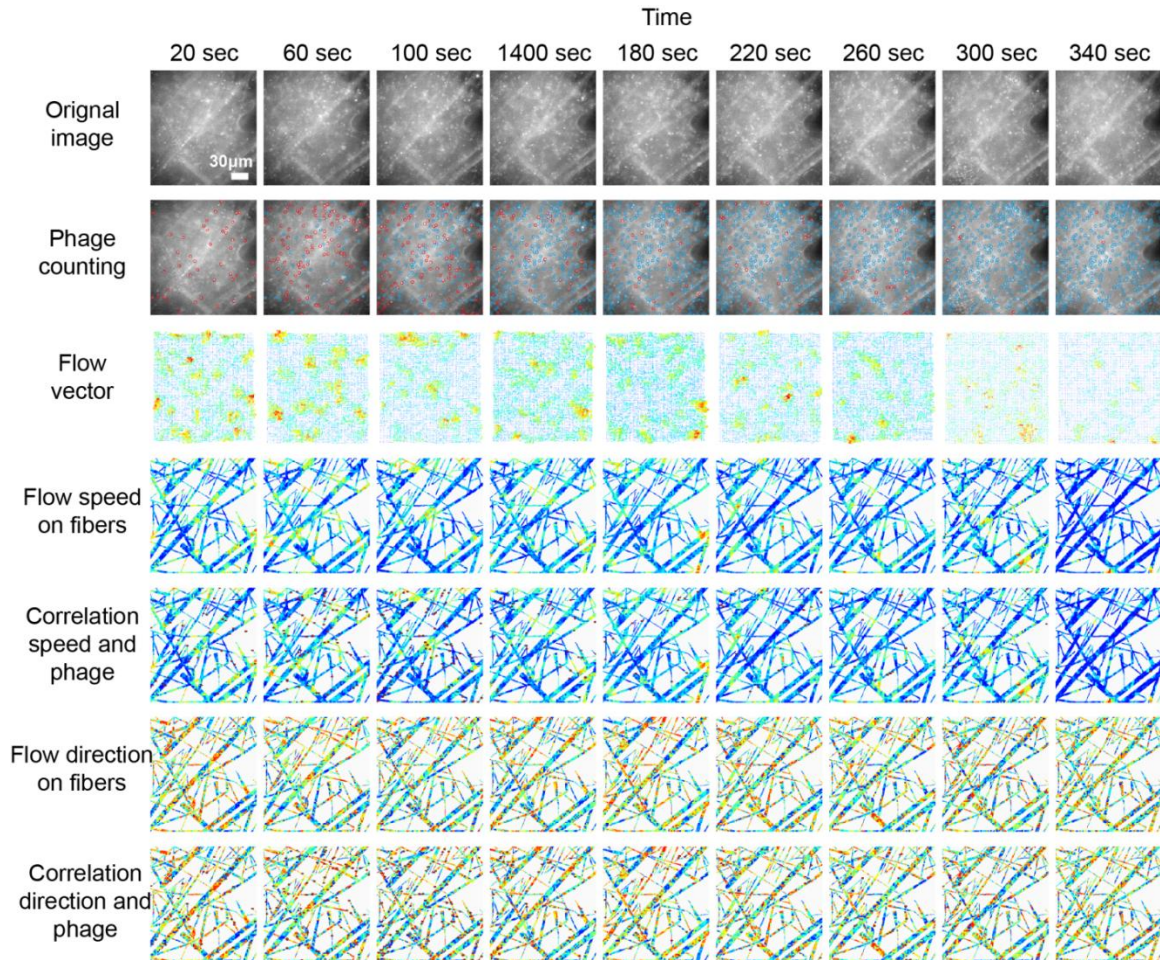 Time
20 sec 60 sec 100 sec 1400 sec 180 sec 220 sec 260 sec 300 sec 340 sec
Orignal
image
30μm
Phage
counting
Flow
vector
Flow speed
on fibers
Correlation
speed and
phage
Flow direction
on fibers
Correlation
direction and
phage